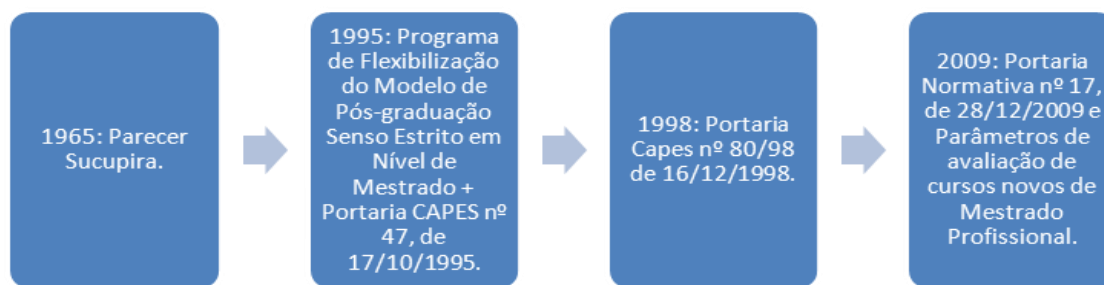 1965: Parecer
Sucupira.
1995: Programa
de Flexibilização
do Modelo de
Pós-graduação
Senso Estrito em
Nível de
Mestrado +
Portaria CAPES nº
47, de
17/10/1995.
1998: Portaria
Capes nº 80/98
de 16/12/1998.
2009: Portaria
Normativa nº 17,
de 28/12/2009 e
Parâmetros de
avaliação de
cursos novos de
Mestrado
Profissional.